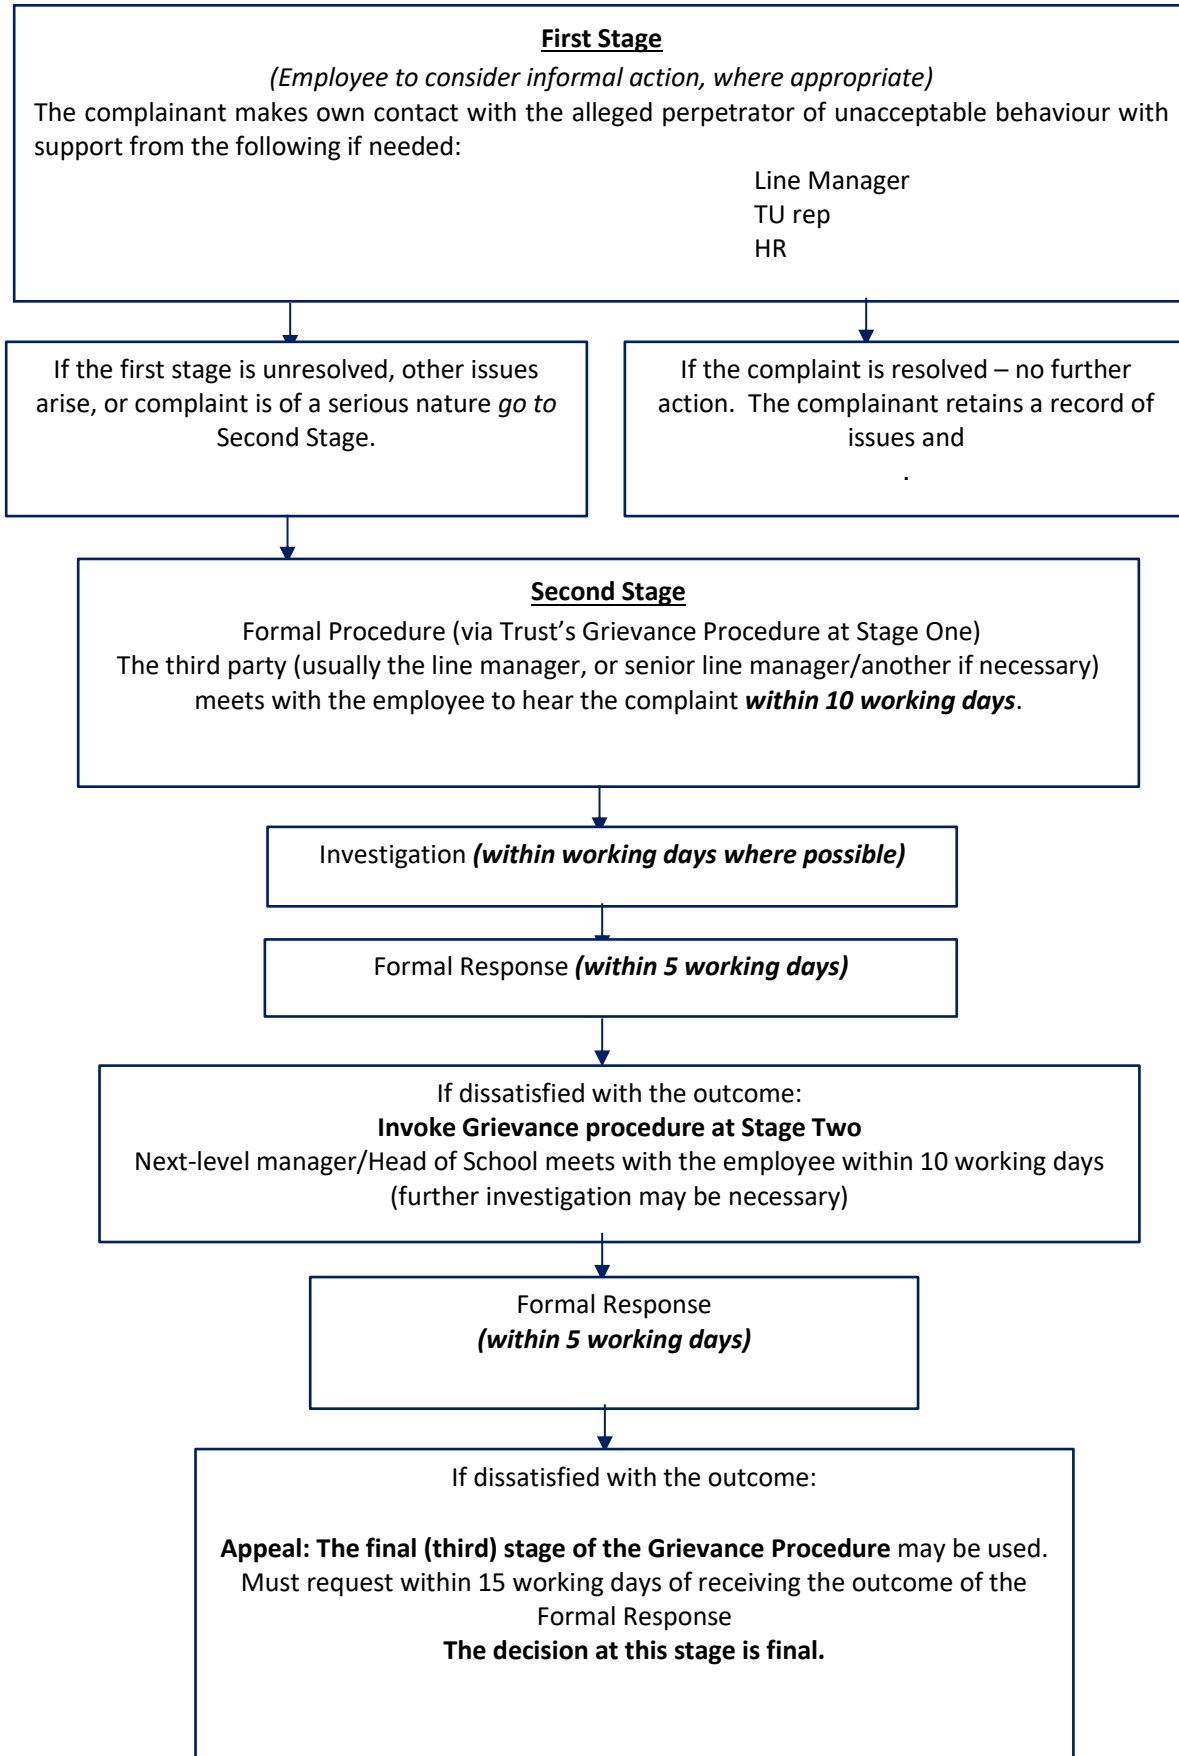 First Stage
(Employee to consider informal action, where appropriate)
The complainant makes own contact with the alleged perpetrator of unacceptable behaviour with
support from the following if needed:
Line Manager
TU rep
HR
If the first stage is unresolved, other issues
arise, or complaint is of a serious nature go to
Second Stage.
If the complaint is resolved – no further
action.  The complainant retains a record of
issues and
.
Second Stage
Formal Procedure (via Trust's Grievance Procedure at Stage One)
The third party (usually the line manager, or senior line manager/another if necessary)
meets with the employee to hear the complaint within 10 working days.
Investigation (within working days where possible)
Formal Response (within 5 working days)
If dissatisfied with the outcome:
Invoke Grievance procedure at Stage Two
Next-level manager/Head of School meets with the employee within 10 working days
(further investigation may be necessary)
Formal Response
(within 5 working days)
If dissatisfied with the outcome:
Appeal: The final (third) stage of the Grievance Procedure may be used.
Must request within 15 working days of receiving the outcome of the
Formal Response
The decision at this stage is final.